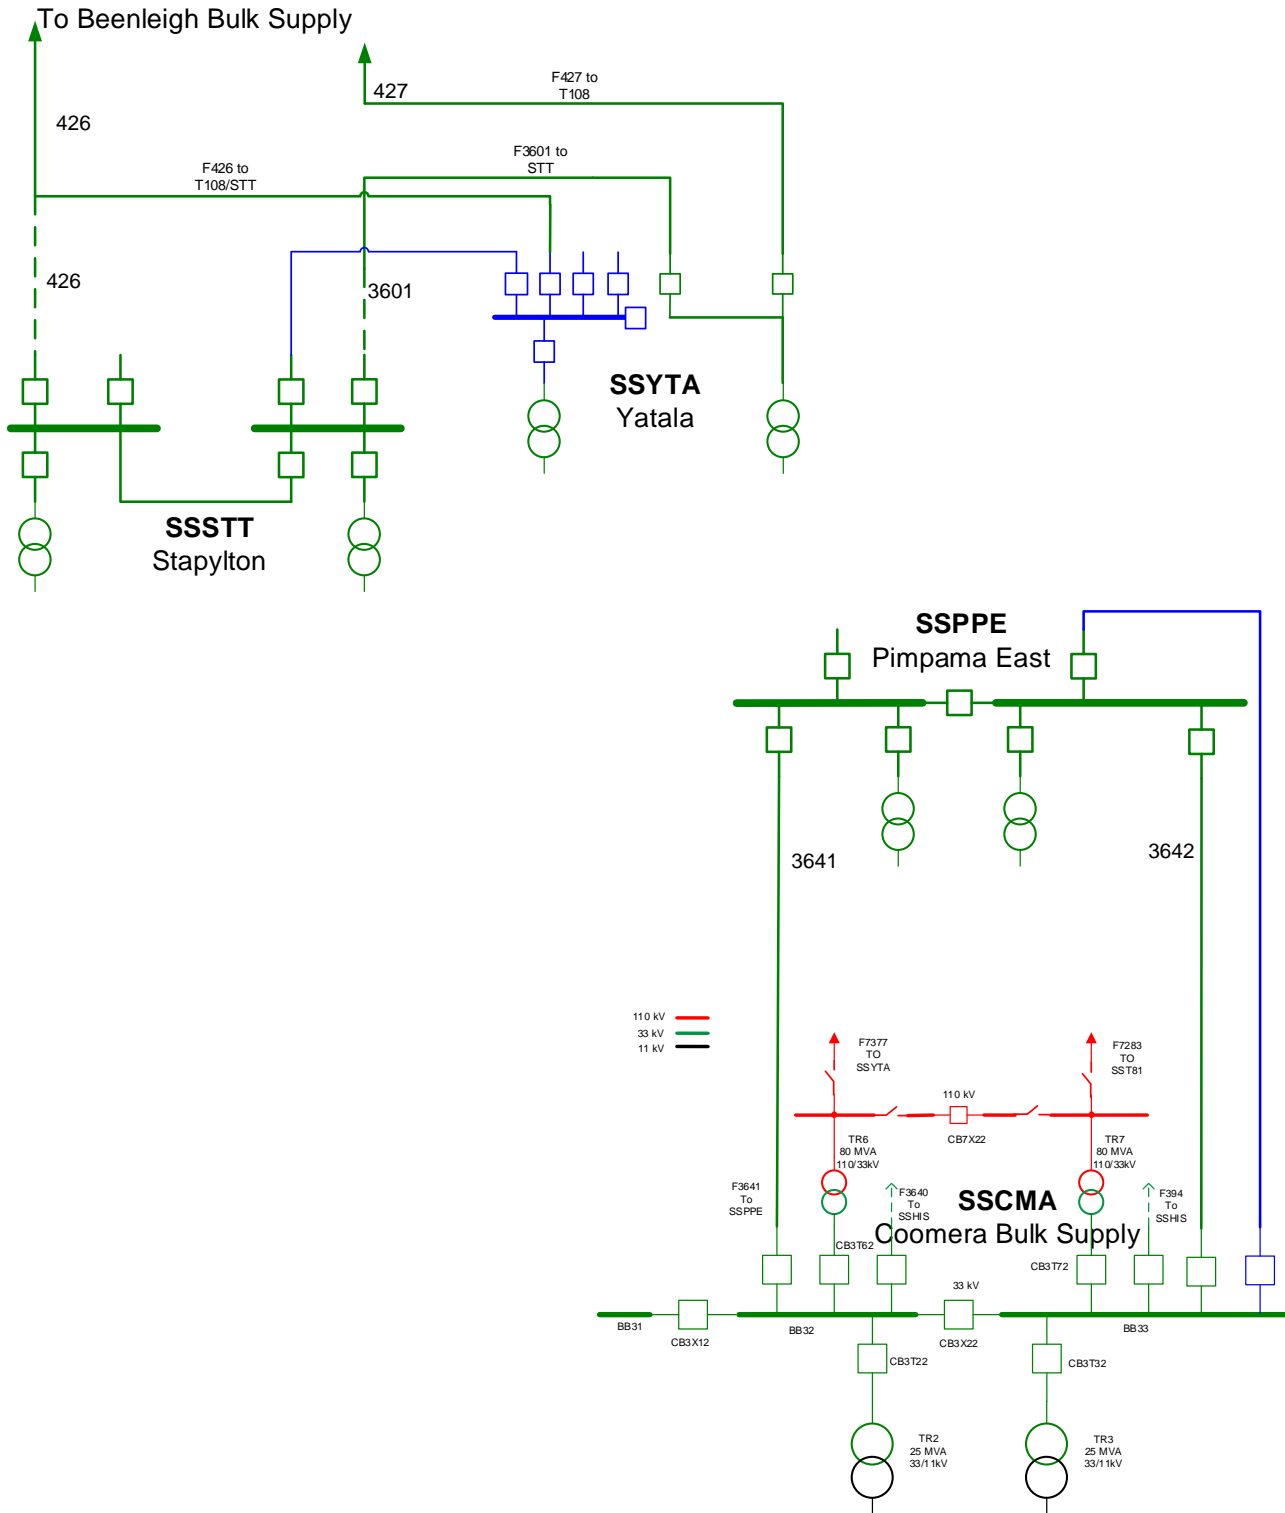 To Beenleigh Bulk Supply
427
F427 to
T108
426
F3601 to
STT
F426 to
T108/STT
426
3601
SSYTA
Yatala
SSSTT
Stapylton
SSPPE
Pimpama East
3641
3642
110 kV
33 kV
11 kV
F7377
TO
SSYTA
F7283
TO
SST81
110 kV
CB7X22
TR6
80 MVA
110/33kV
TR7
80 MVA
110/33kV
F3641
To
SSPPE
F3640
To
SSHIS
SSCMA
Coomera Bulk Supply
F394
To
SSHIS
CB3T62
CB3T72
33 kV
BB31
CB3X12
BB32
CB3X22
BB33
CB3T22
CB3T32
TR2
25 MVA
33/11kV
TR3
25 MVA
33/11kV